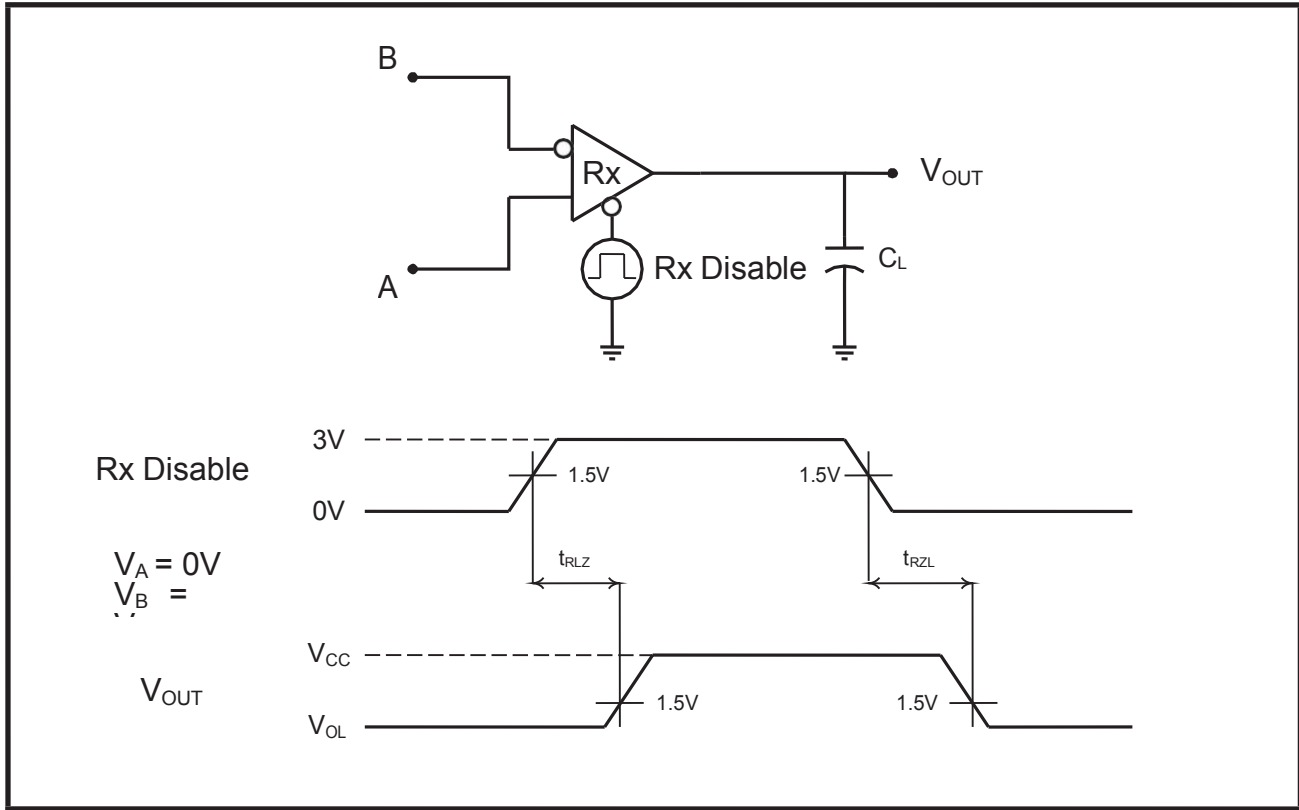 B
Rx
V_OUT
Rx Disable
C_L
A
3V
Rx Disable
1.5V
1.5V
0V
V_A = 0V
t_RLZ
t_RZL
V_B =
V_CC
V_OUT
1.5V
1.5V
V_OL